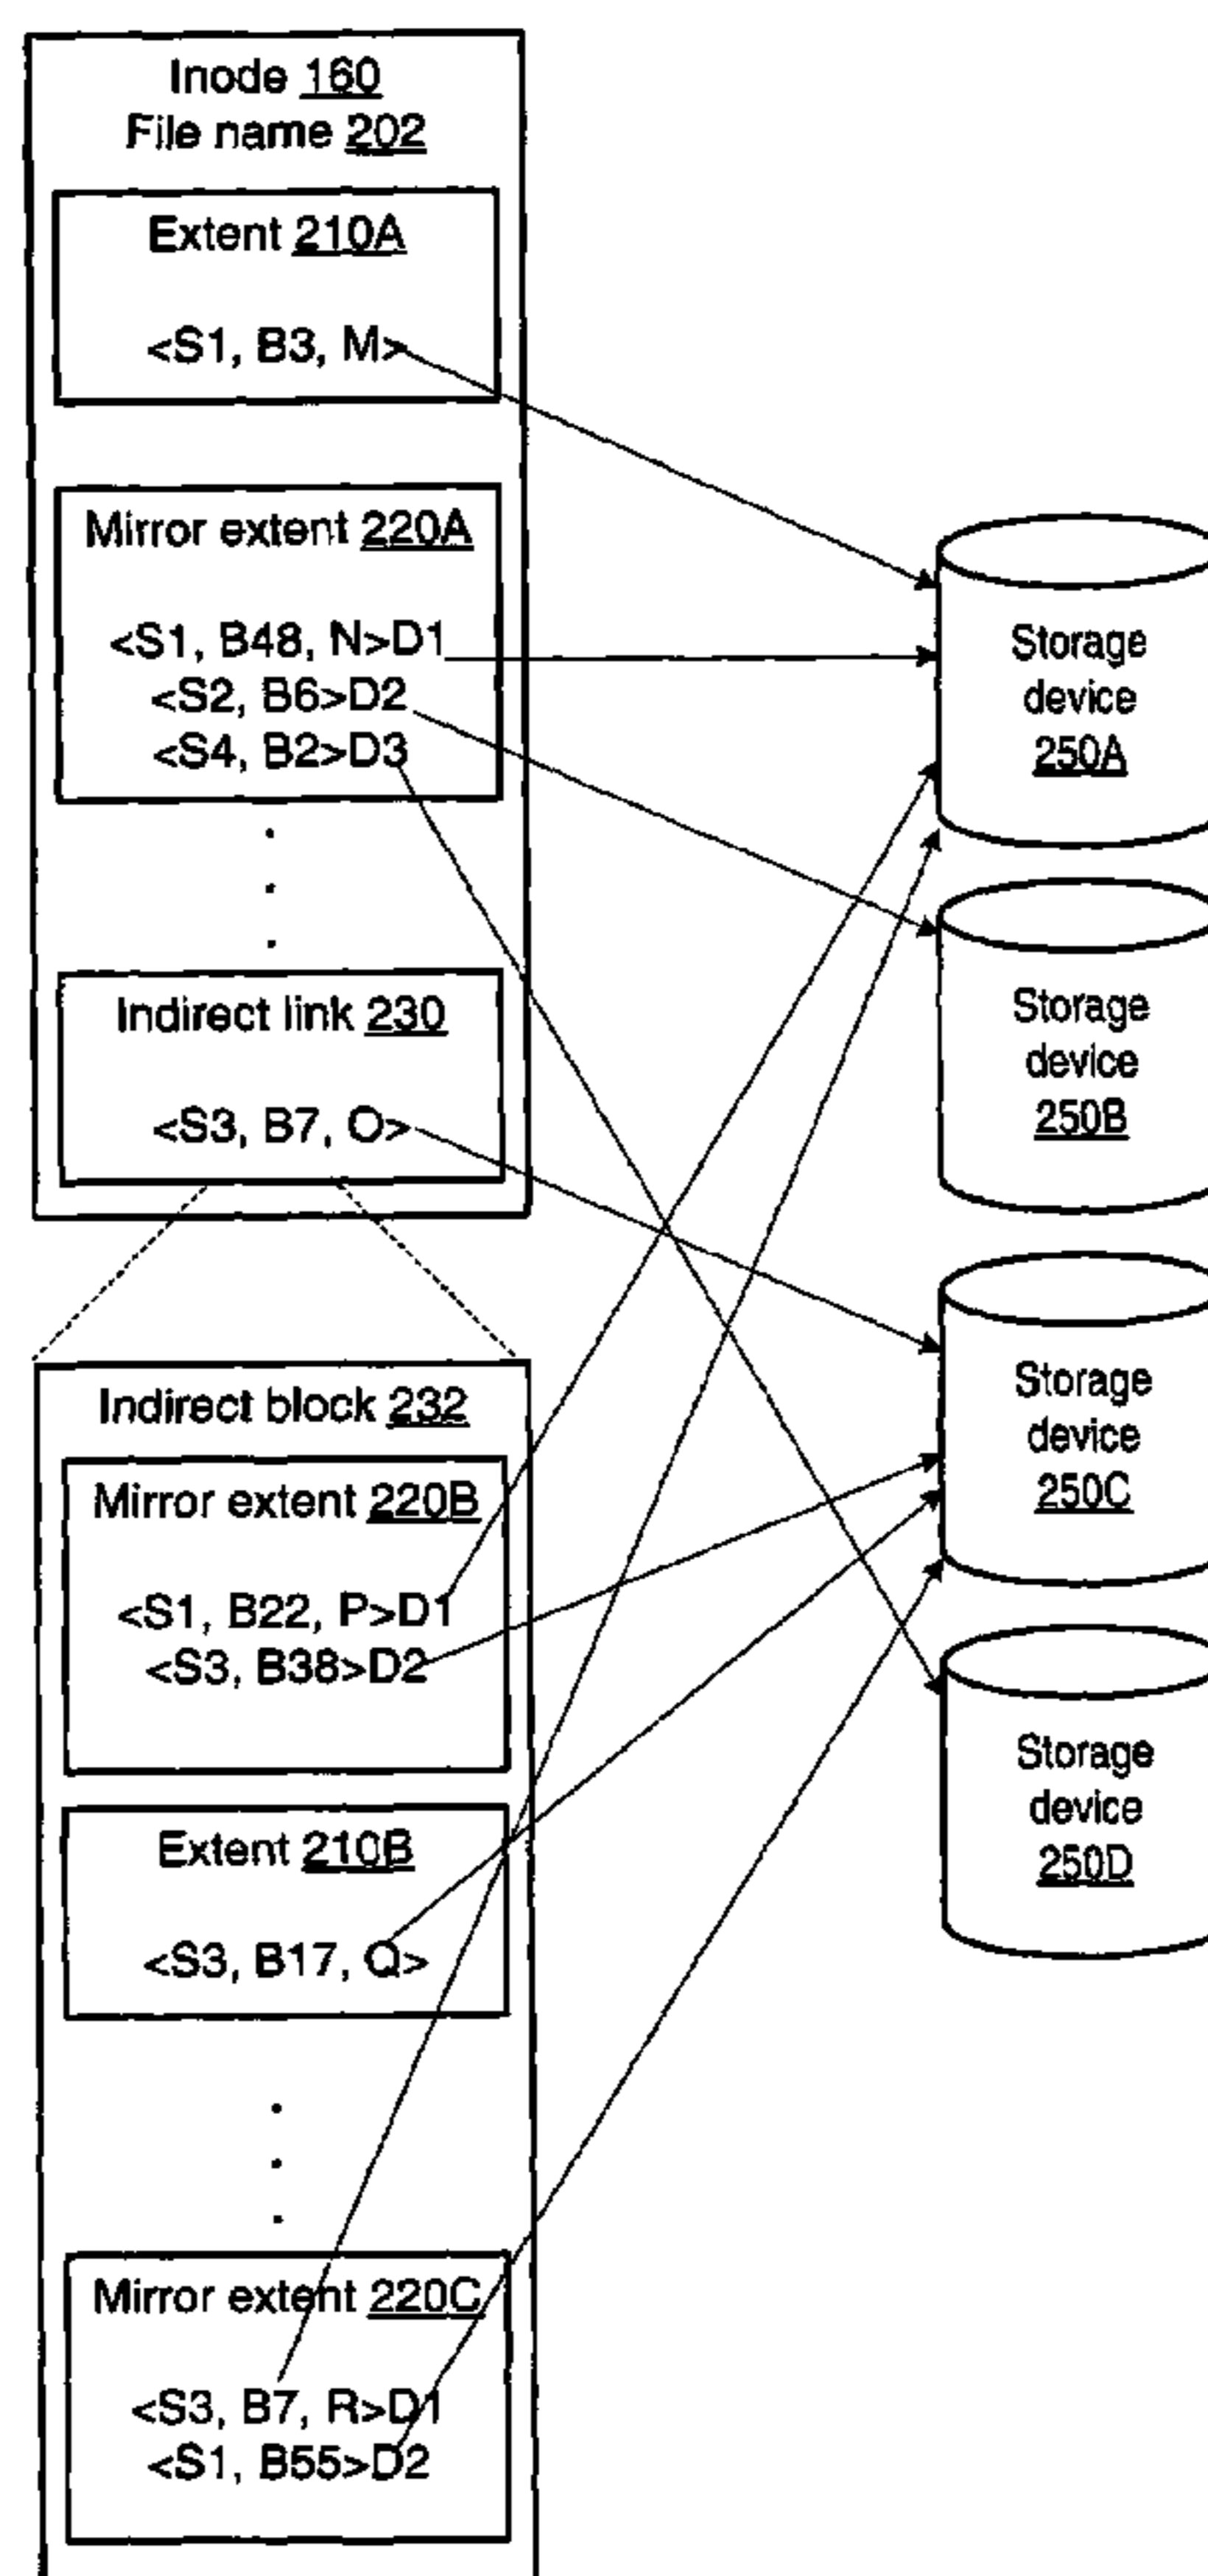 Inode 160
File name 202
Extent 210A
<S1, B3, M>
Mirror extent 220A
<S1, B48, N>D1
<S2, B6>D2
<S4, B2>D3
Indirect link 230
<S3, B7, O>
Indirect block 232
Mirror extent 220B
<S1, B22, P>D1
<S3, B38>D2
Extent 210B
<S3, B17, Q>
Mirror extent 220C
<S3, B7, R>D1
<S1, B55>D2
Storage
device
250A
Storage
device
250B
Storage
device
250C
Storage
device
250D